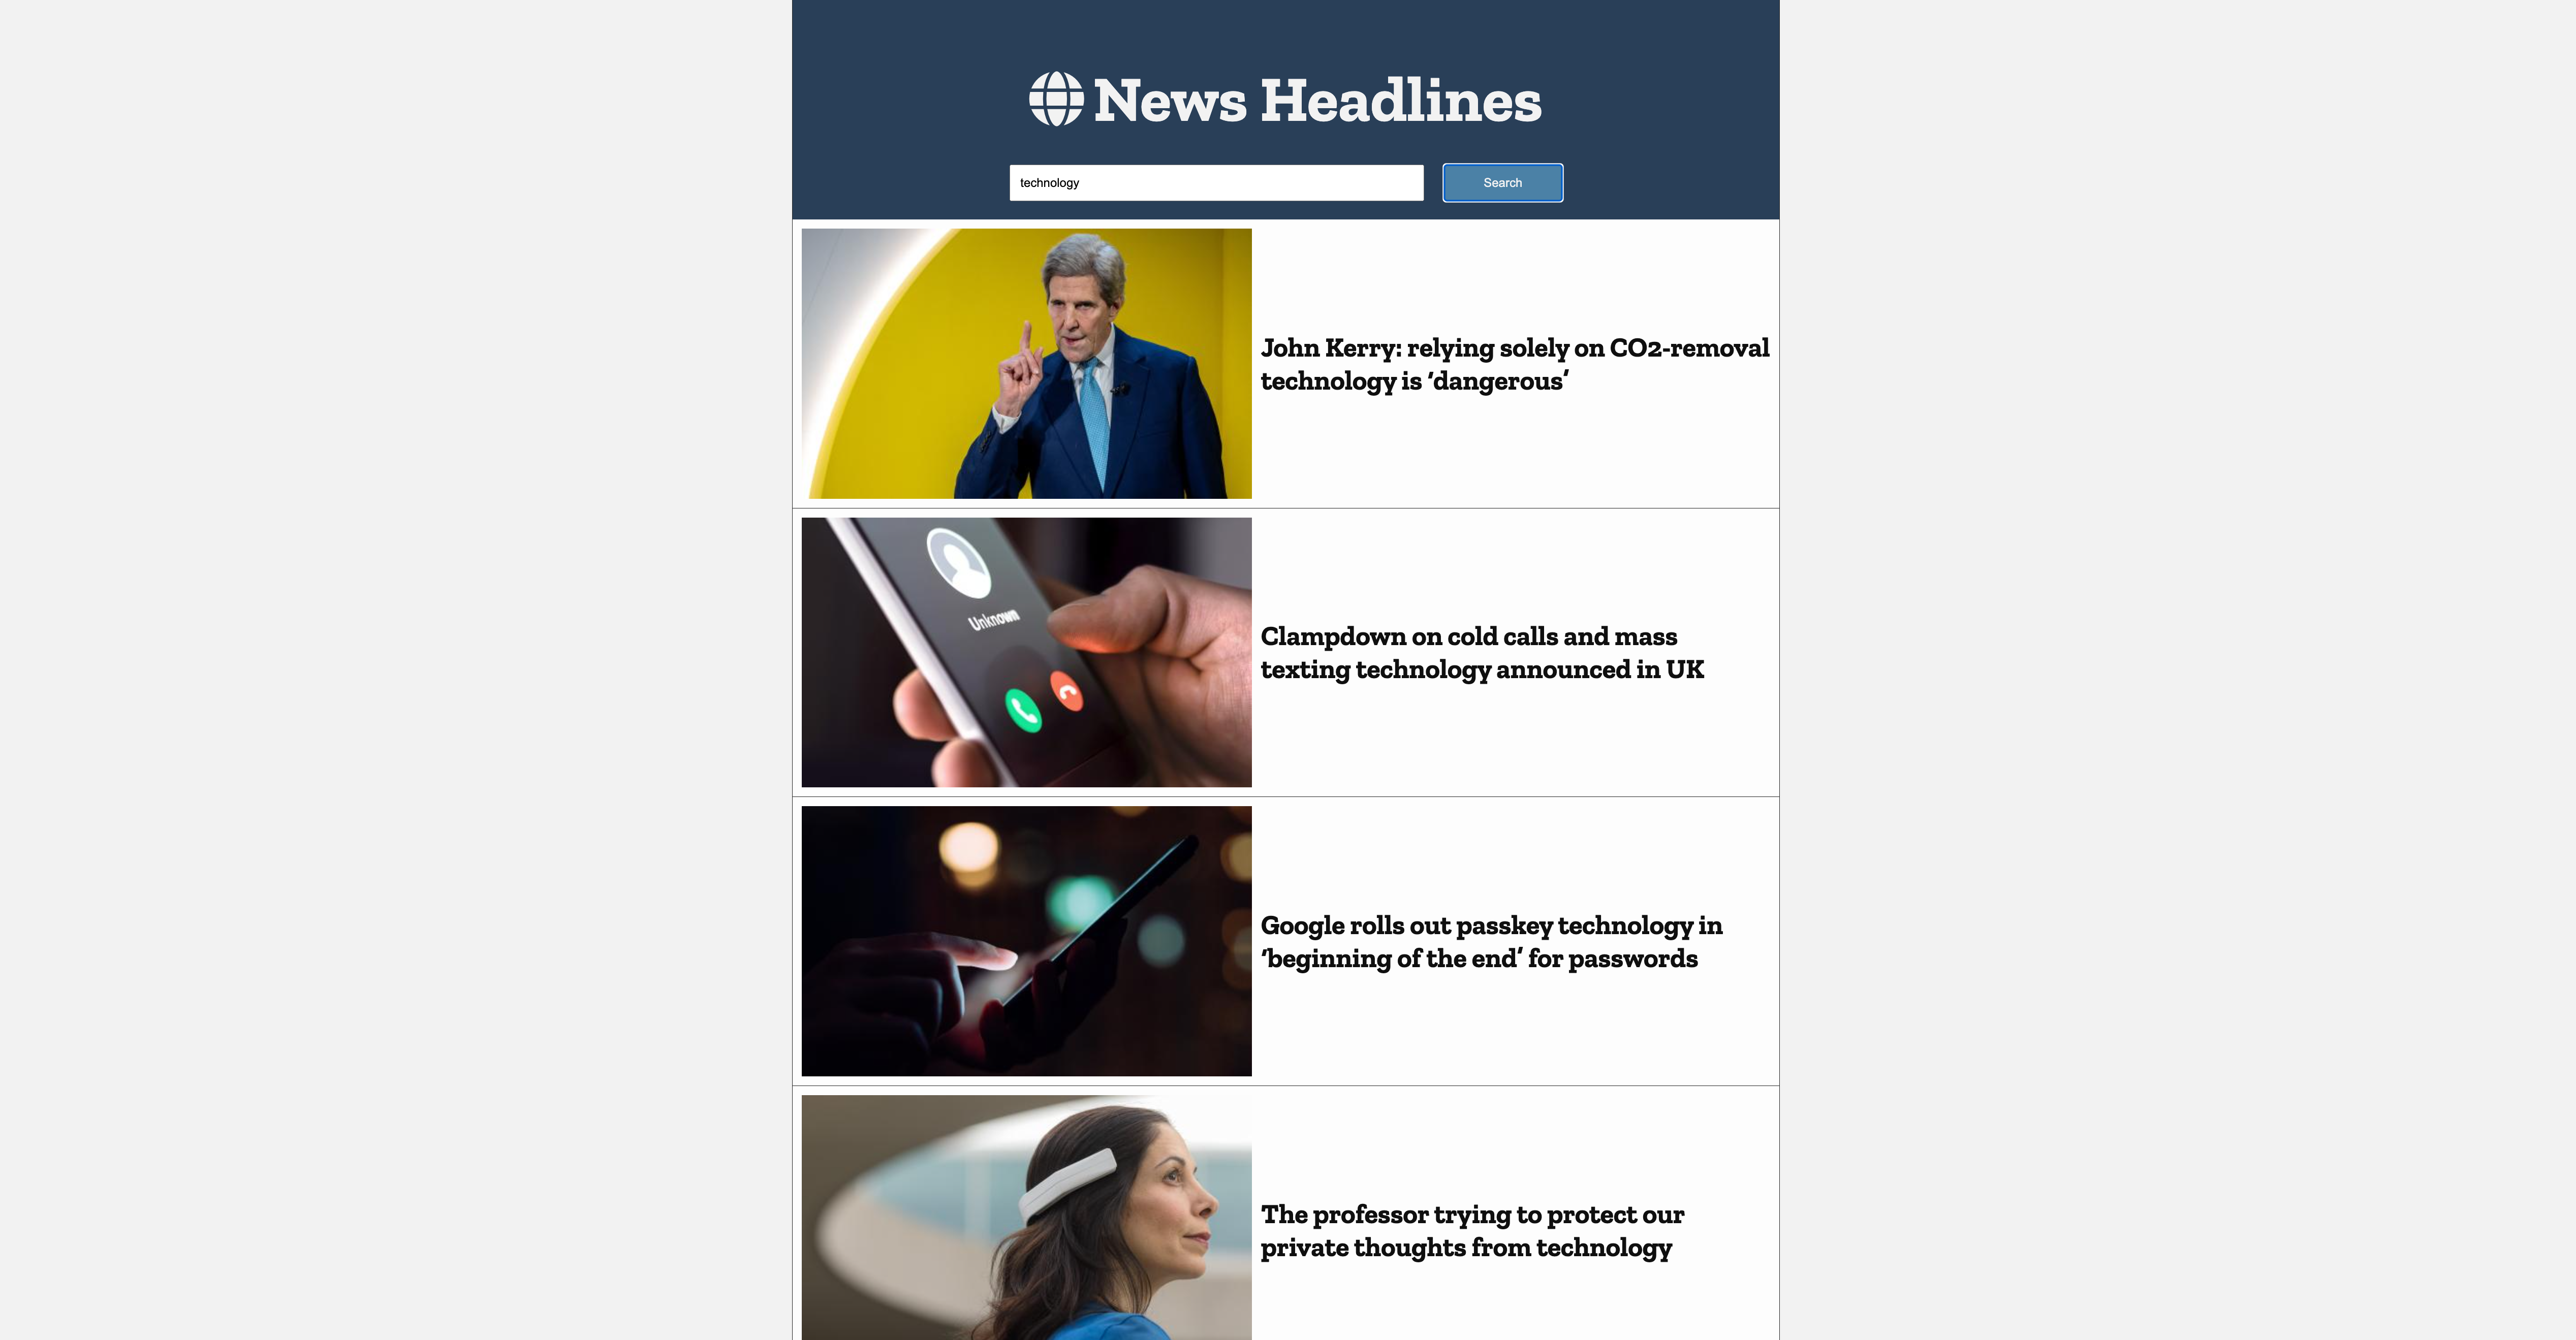 News Headlines
technology
Search
John Kerry: relying solely on CO2-removal
technology is ‘dangerous’
Unknown
Clampdown on cold calls and mass
texting technology announced in UK
Google rolls out passkey technology in
‘beginning of the end’ for passwords
The professor trying to protect our
private thoughts from technology